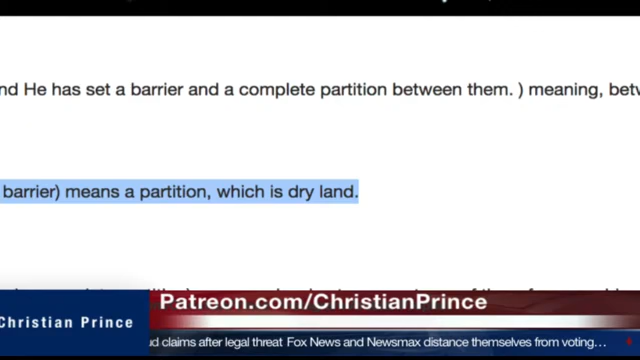 nd He has set a barrier and a complete partition between them. ) meaning, betw
barrier) means a partition, which is dry land.
Patreon.com/ChristianPrince
Christian Prince
ud claims after legal threat Fox News and Newsmax distance themselves from voting...